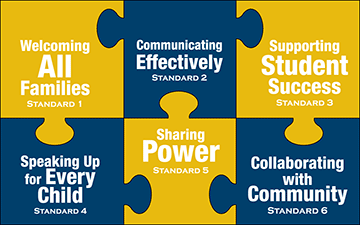 Welcoming
All
Families
STANDARD 1
Communicating
Effectively
STANDARD 2
Supporting
Student
Success
STANDARD 3
Speaking Up
for Every
Child
STANDARD 4
Sharing
Power
STANDARD 5
Collaborating
with
Community
STANDARD 6